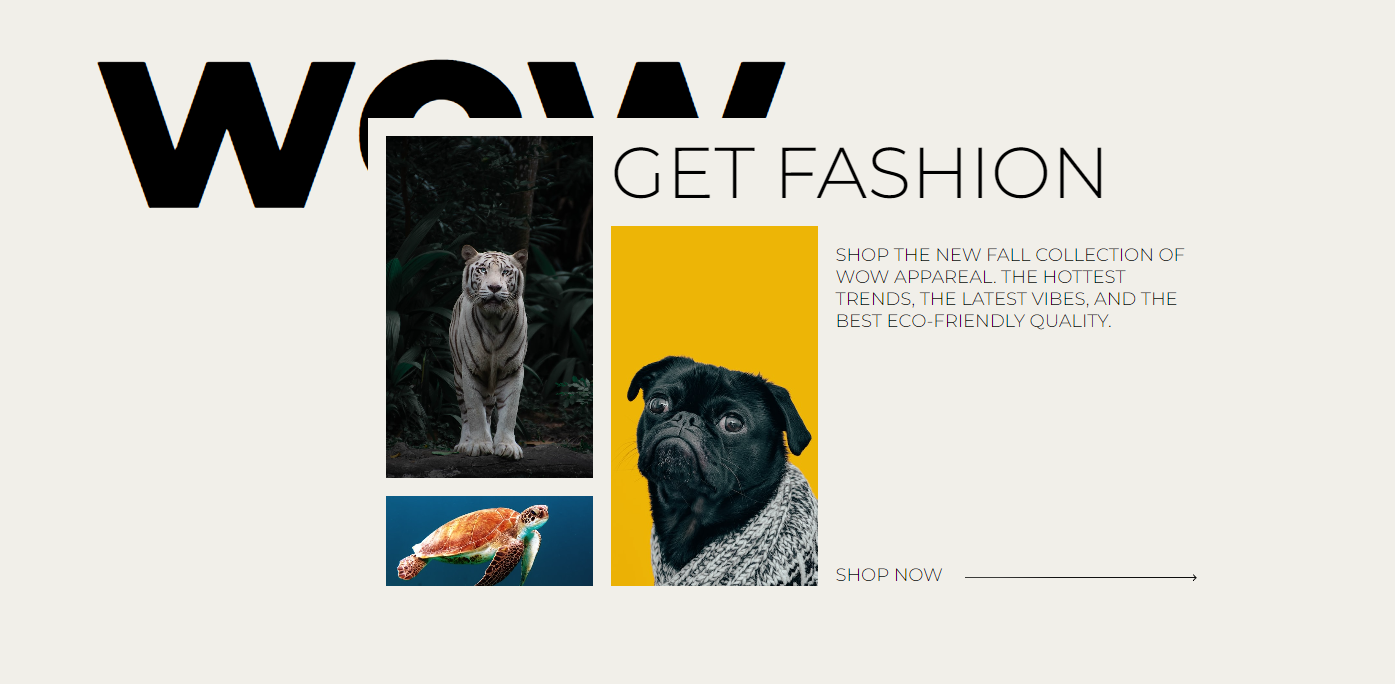 WOW
GET FASHION
SHOP THE NEW FALL COLLECTION OF
WOW APPAREAL. THE HOTTEST
TRENDS, THE LATEST VIBES, AND THE
BEST ECO-FRIENDLY QUALITY.
SHOP NOW